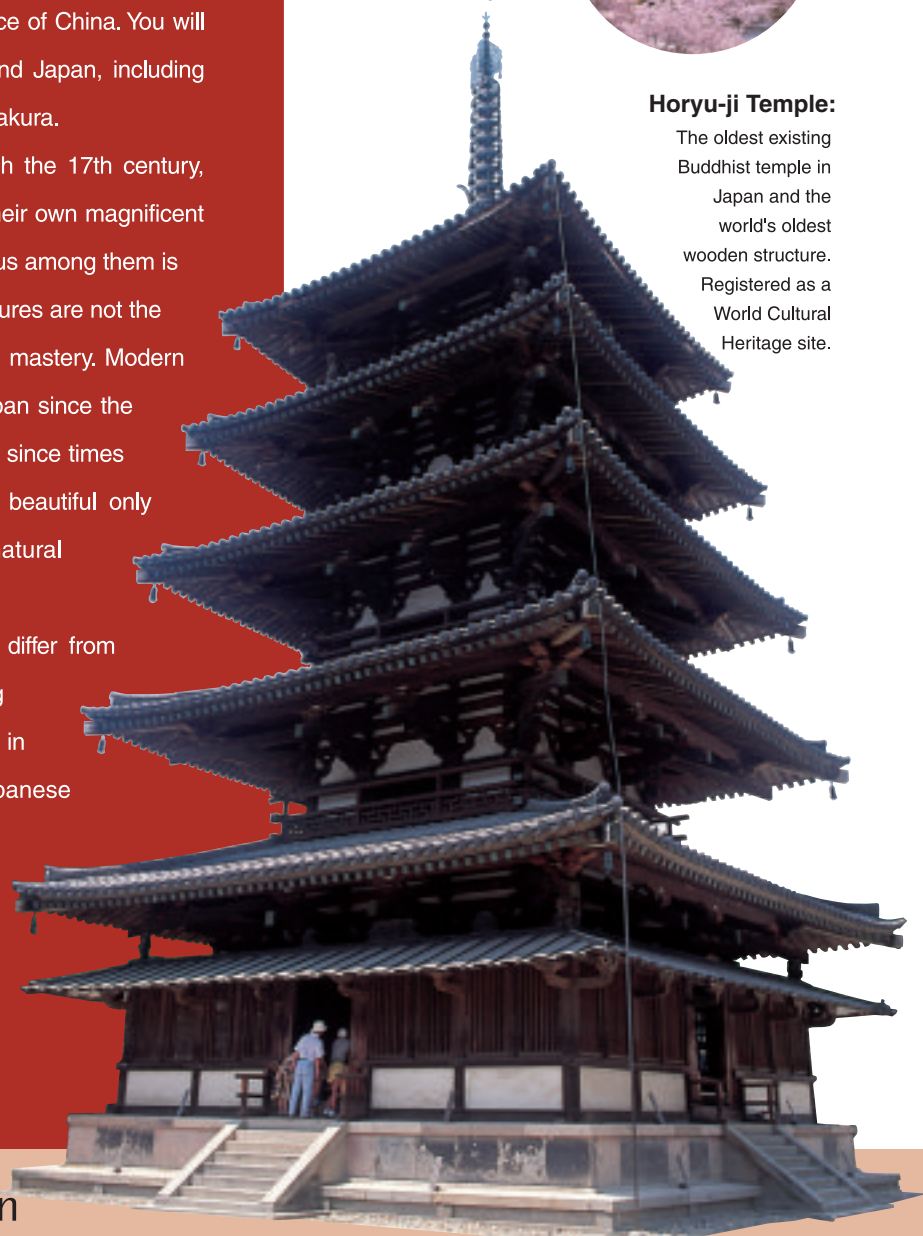 ce of China. You will
nd Japan, including
akura.
h the 17th century,
heir own magnificent
us among them is
ures are not the
mastery. Modern
pan since the
since times
beautiful only
natural
differ from
g
in
panese
Horyu-ji Temple:
The oldest existing
Buddhist temple in
Japan and the
world's oldest
wooden structure.
Registered as a
World Cultural
Heritage site.
n